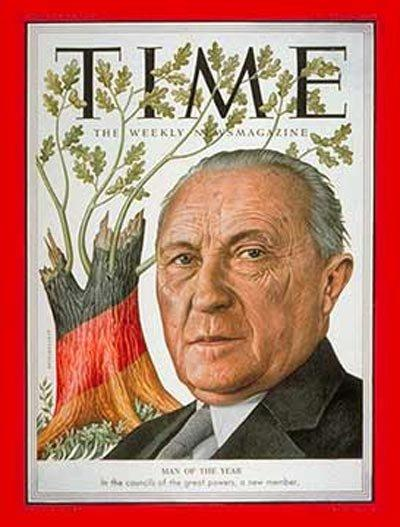 TIME
THE WEEKLY NEWSMAGAZINE
MAN OF THE YEAR
In the councils of the great powers, a new member.